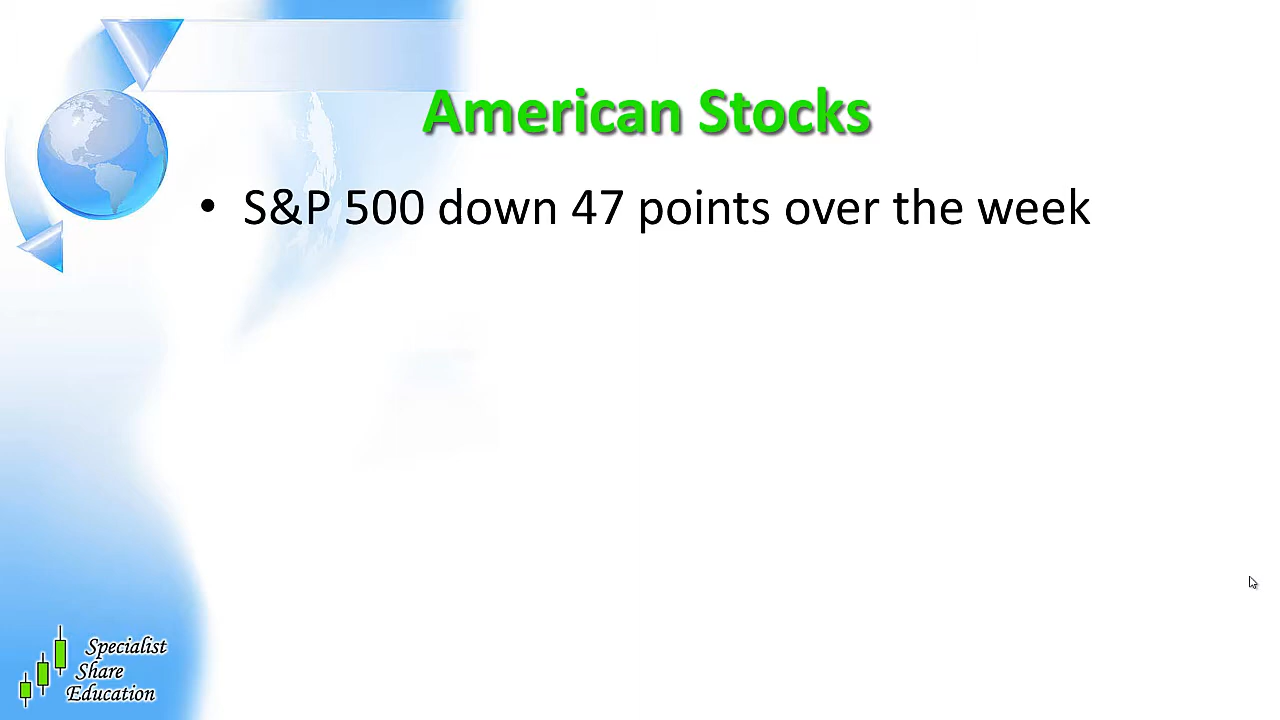 American Stocks
• S&P 500 down 47 points over the week
Specialist
Share
Education